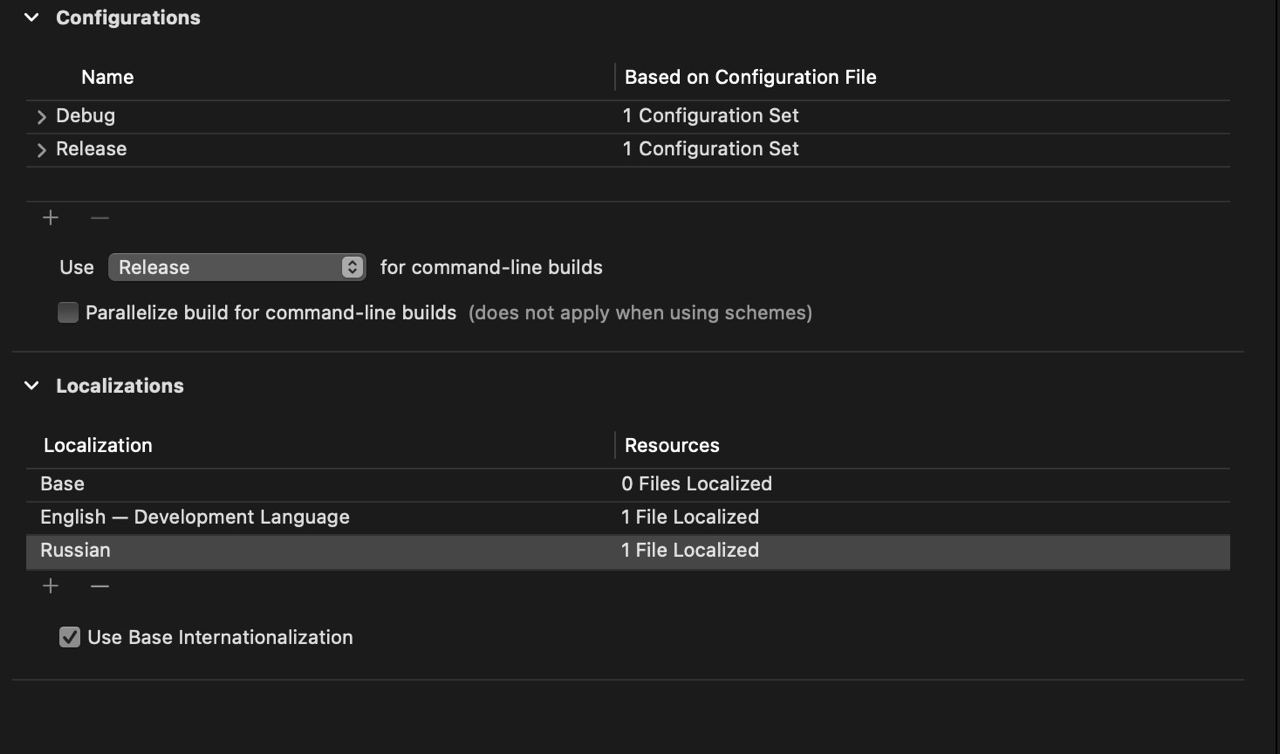 Configurations
Name Based on Configuration File
Debug 1 Configuration Set
Release 1 Configuration Set
Use Release for command-line builds
Parallelize build for command-line builds (does not apply when using schemes)
Localizations
Localization Resources
Base 0 Files Localized
English — Development Language 1 File Localized
Russian 1 File Localized
Use Base Internationalization